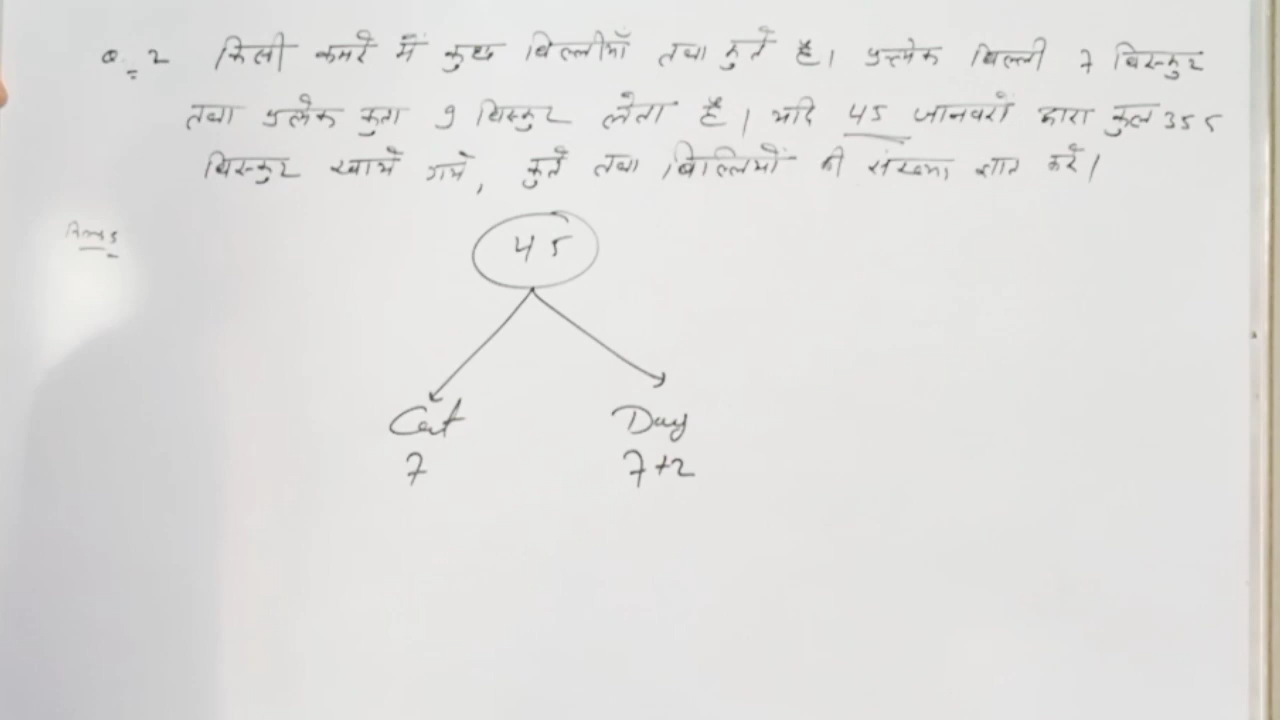 Q. 2 किसी कमरे में कुछ बिल्लीयाँ तथा कुते है। प्रत्येक बिल्ली 7 बिस्कुट
तथा प्रत्येक कुता 9 बिस्कुट लेता है। यदि 45 जानवरों द्वारा कुल 355
बिस्कुट खाये गये, कुते तथा बिल्लियों की संख्या ज्ञात करे।
45
Cat Dog
7 7+2